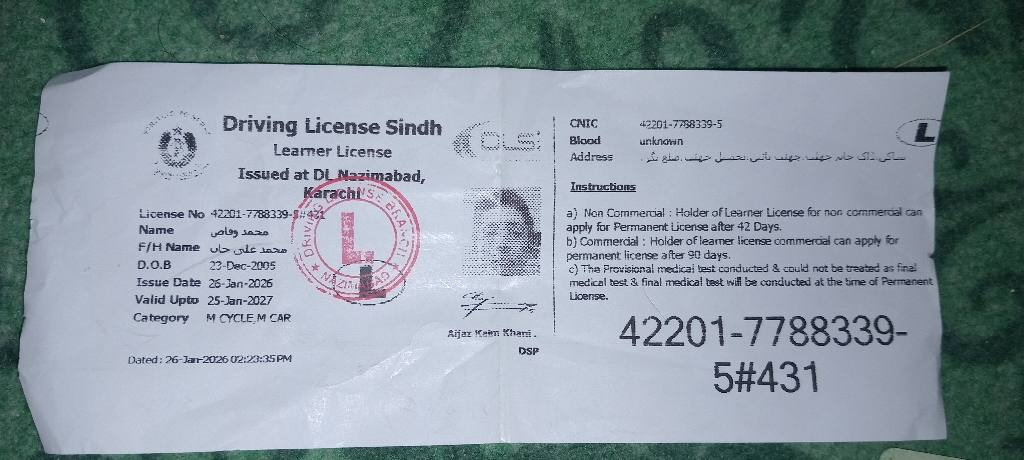 Driving License Sindh
Learner License
Issued at DL Nazimabad,
Karachi
License No 42201-7788339-5#431
Name محمد وقاص
F/H Name محمد علی خان
D.O.B 23-Dec-2005
Issue Date 26-Jan-2026
Valid Upto 25-Jan-2027
Category M CYCLE,M CAR
Dated: 26-Jan-2026 02:23:35PM
DRIVING LICENSE BRANCH
L
NAZIMABAD
L
DLS
DSP
CNIC 42201-7788339-5
Blood unknown
Address
L
Instructions
a) Non Commercial : Holder of Learner License for non commercial can
apply for Permanent License after 42 Days.
b) Commercial : Holder of learner license commercial can apply for
permanent license after 90 days.
c) The Provisional medical test conducted & could not be treated as final
medical test & final medical test will be conducted at the time of Permanent
License.
42201-7788339-
5#431